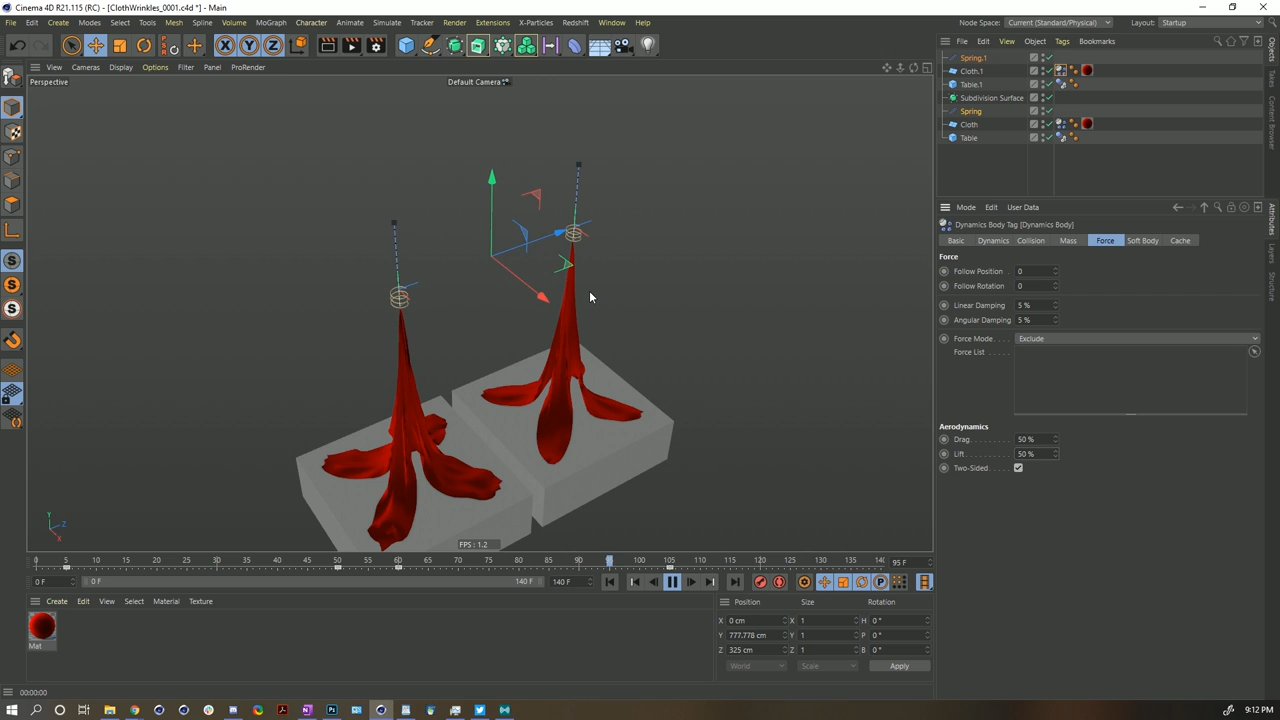 Cinema 4D R21.115 (RC) - [ClothWrinkles_0001.c4d *] - Main
File Edit Create Modes Select Tools Mesh Spline Volume MoGraph Character Animate Simulate Tracker Render Extensions X-Particles Redshift Window Help
Node Space: Current (Standard/Physical) Layout: Startup
File Edit View Object Tags Bookmarks
View Cameras Display Options Filter Panel ProRender
Perspective
Default Camera
Spring.1
Cloth.1
Table.1
Subdivision Surface
Spring
Cloth
Table
Objects
Takes
Content Browser
Attributes
Layers
Structure
Mode Edit User Data
Dynamics Body Tag [Dynamics Body]
Basic Dynamics Collision Mass Force Soft Body Cache
Force
Follow Position . 0
Follow Rotation . 0
Linear Damping 5 %
Angular Damping 5 %
Force Mode. . . . Exclude
Force List . . . . .
Aerodynamics
Drag. . . . . . . . . 50 %
Lift. . . . . . . . . . 50 %
Two-Sided. . . . .
Y
Z
X
FPS : 1.2
0 5 10 15 20 25 30 35 40 45 50 55 60 65 70 75 80 85 90 100 105 110 115 120 125 130 135 140 95 F
0 F 0 F 140 F 140 F
Create Edit View Select Material Texture
Mat
Position Size Rotation
X 0 cm X 1 H 0 °
Y 777.778 cm Y 1 P 0 °
Z 325 cm Z 1 B 0 °
World Scale Apply
00:00:00
9:12 PM